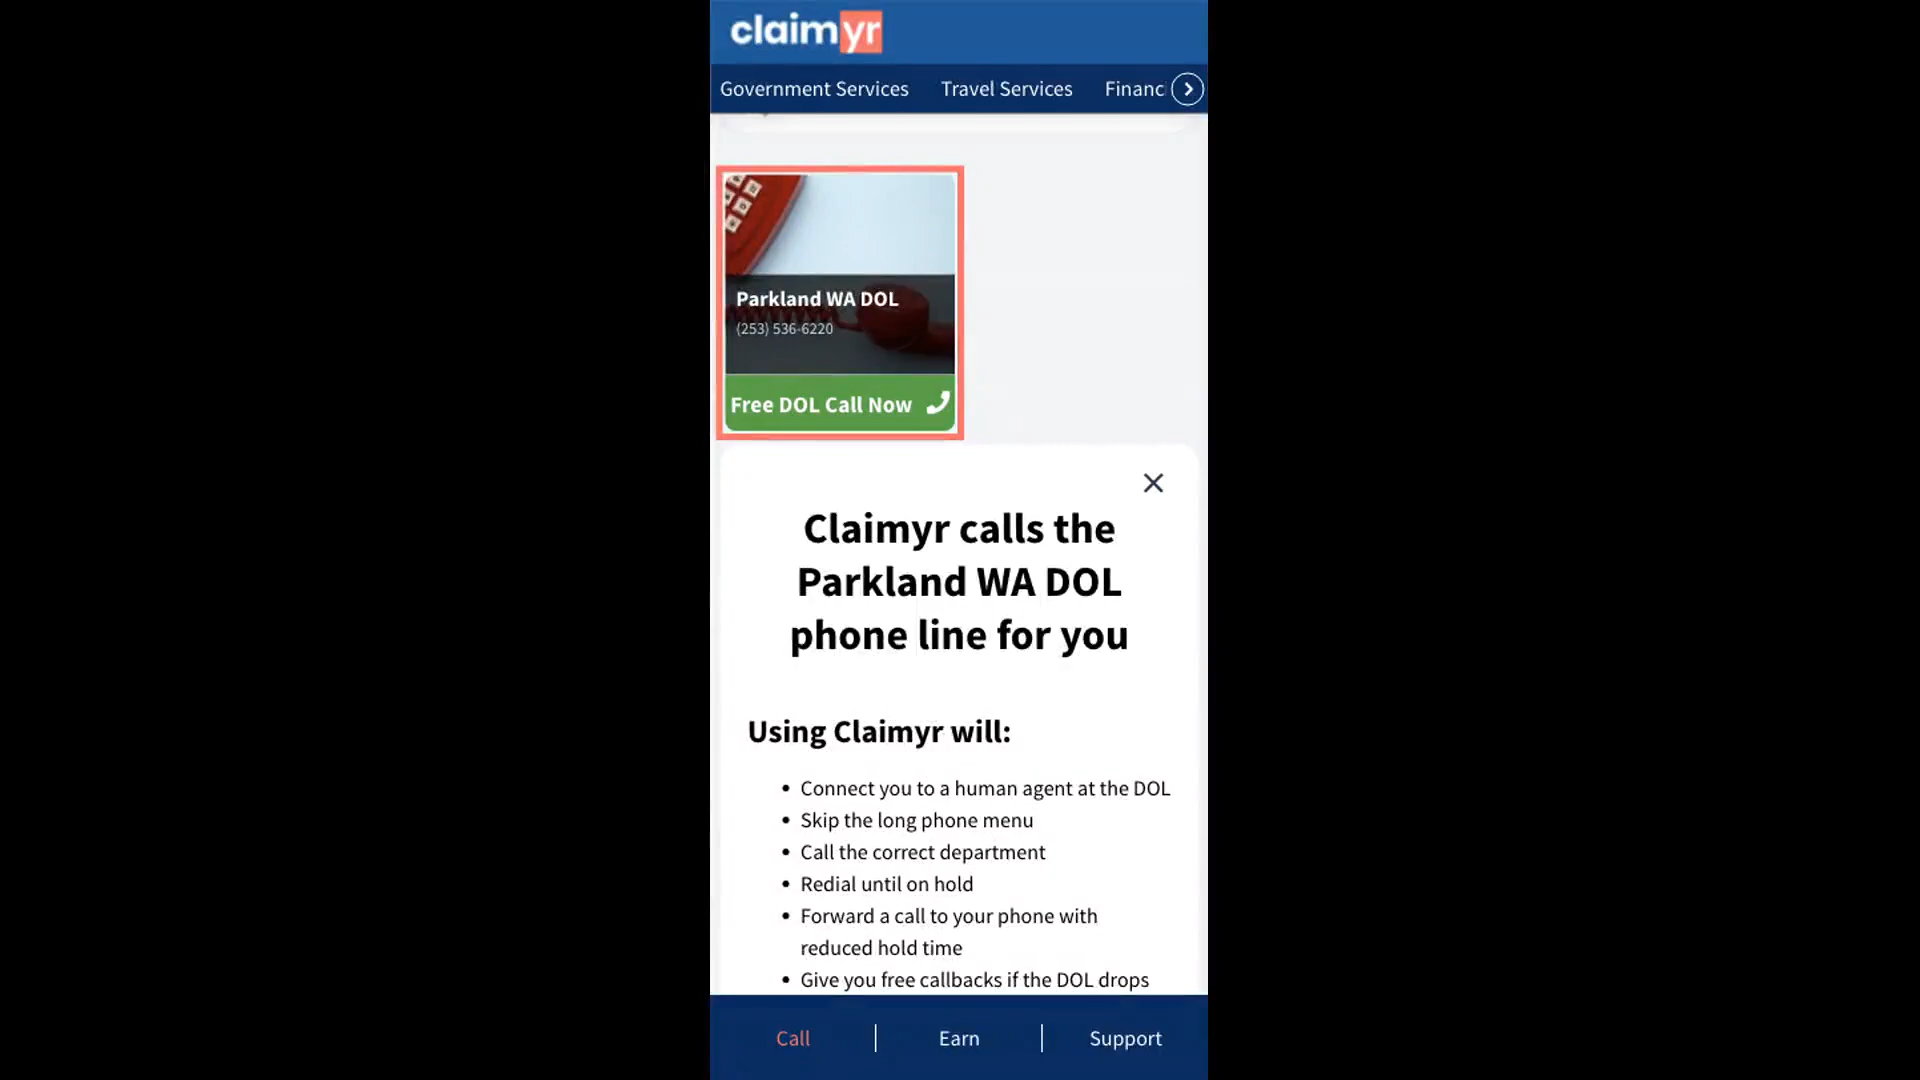 claimyr
Government Services Travel Services Financ
Parkland WA DOL
(253) 536-6220
Free DOL Call Now
Claimyr calls the
Parkland WA DOL
phone line for you
Using Claimyr will:
• Connect you to a human agent at the DOL
• Skip the long phone menu
• Call the correct department
• Redial until on hold
• Forward a call to your phone with
reduced hold time
• Give you free callbacks if the DOL drops
Call | Earn | Support